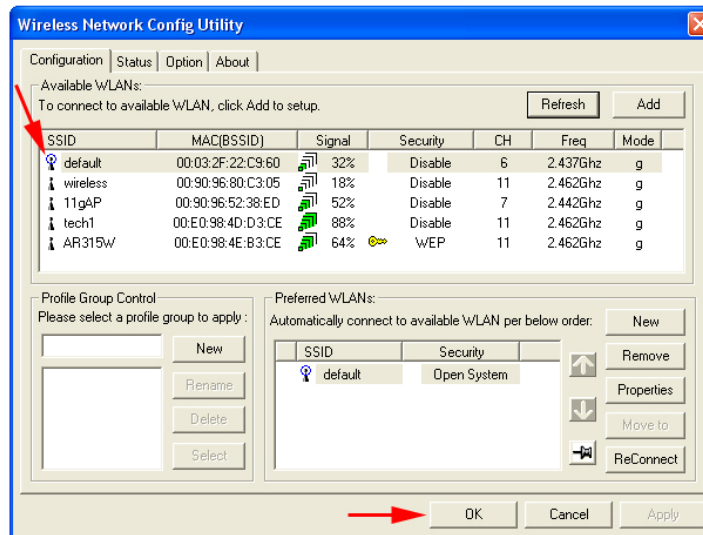 Wireless Network Config Utility
Configuration Status Option About
Available WLANs:
To connect to available WLAN, click Add to setup.
Refresh Add
SSID MAC(BSSID) Signal Security CH Freq Mode
default 00:03:2F:22:C9:60 32% Disable 6 2.437Ghz g
wireless 00:90:96:80:C3:05 18% Disable 11 2.462Ghz g
11gAP 00:90:96:52:38:ED 52% Disable 7 2.442Ghz g
tech1 00:E0:98:4D:D3:CE 88% Disable 11 2.462Ghz g
AR315W 00:E0:98:4E:B3:CE 64% WEP 11 2.462Ghz g
Profile Group Control
Please select a profile group to apply :
New
Rename
Delete
Select
Preferred WLANs:
Automatically connect to available WLAN per below order:
SSID Security
default Open System
New
Remove
Properties
Move to
ReConnect
OK Cancel Apply